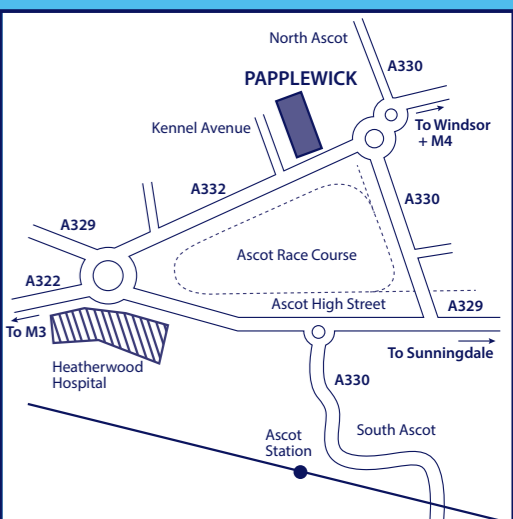 North Ascot
A330
PAPPLEWICK
Kennel Avenue
To Windsor
+ M4
A332
A330
A329
Ascot Race Course
A322
Ascot High Street
A329
To M3
To Sunningdale
Heatherwood
Hospital
A330
Ascot
Station
South Ascot